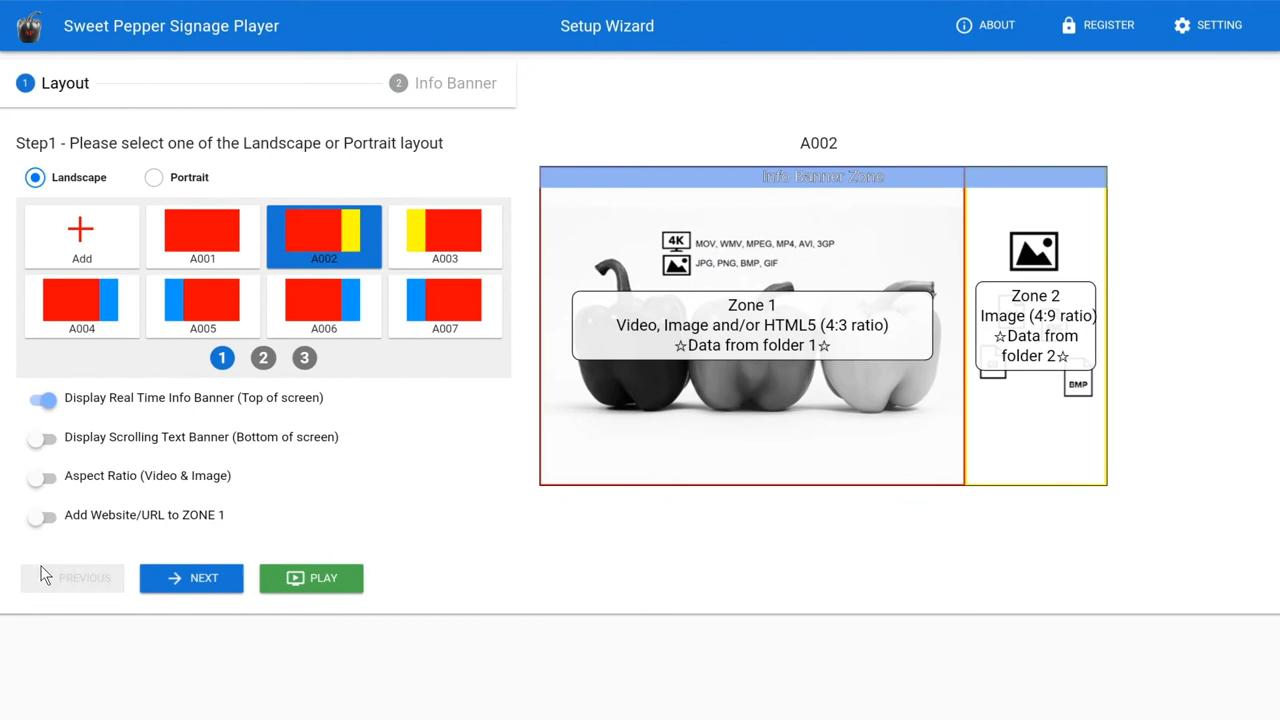 Sweet Pepper Signage Player
Setup Wizard
ABOUT
REGISTER
SETTING
1 Layout
2 Info Banner
Step1 - Please select one of the Landscape or Portrait layout
Landscape
Portrait
Add
A001
A002
A003
A004
A005
A006
A007
1
2
3
Display Real Time Info Banner (Top of screen)
Display Scrolling Text Banner (Bottom of screen)
Aspect Ratio (Video & Image)
Add Website/URL to ZONE 1
PREVIOUS
NEXT
PLAY
A002
Info Banner Zone
4K MOV, WMV, MPEG, MP4, AVI, 3GP
JPG, PNG, BMP, GIF
Zone 1
Video, Image and/or HTML5 (4:3 ratio)
☆Data from folder 1☆
Zone 2
Image (4:9 ratio)
☆Data from
folder 2☆
BMP